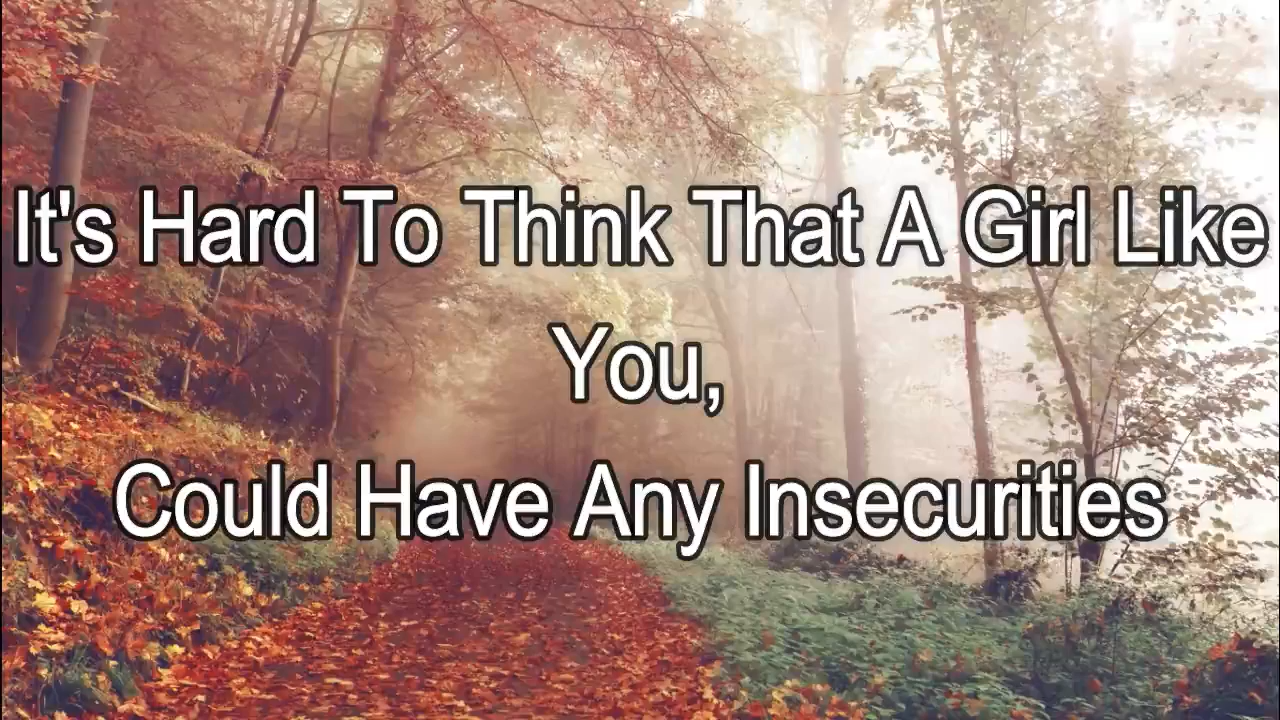 It's Hard To Think That A Girl Like
You,
Could Have Any Insecurities